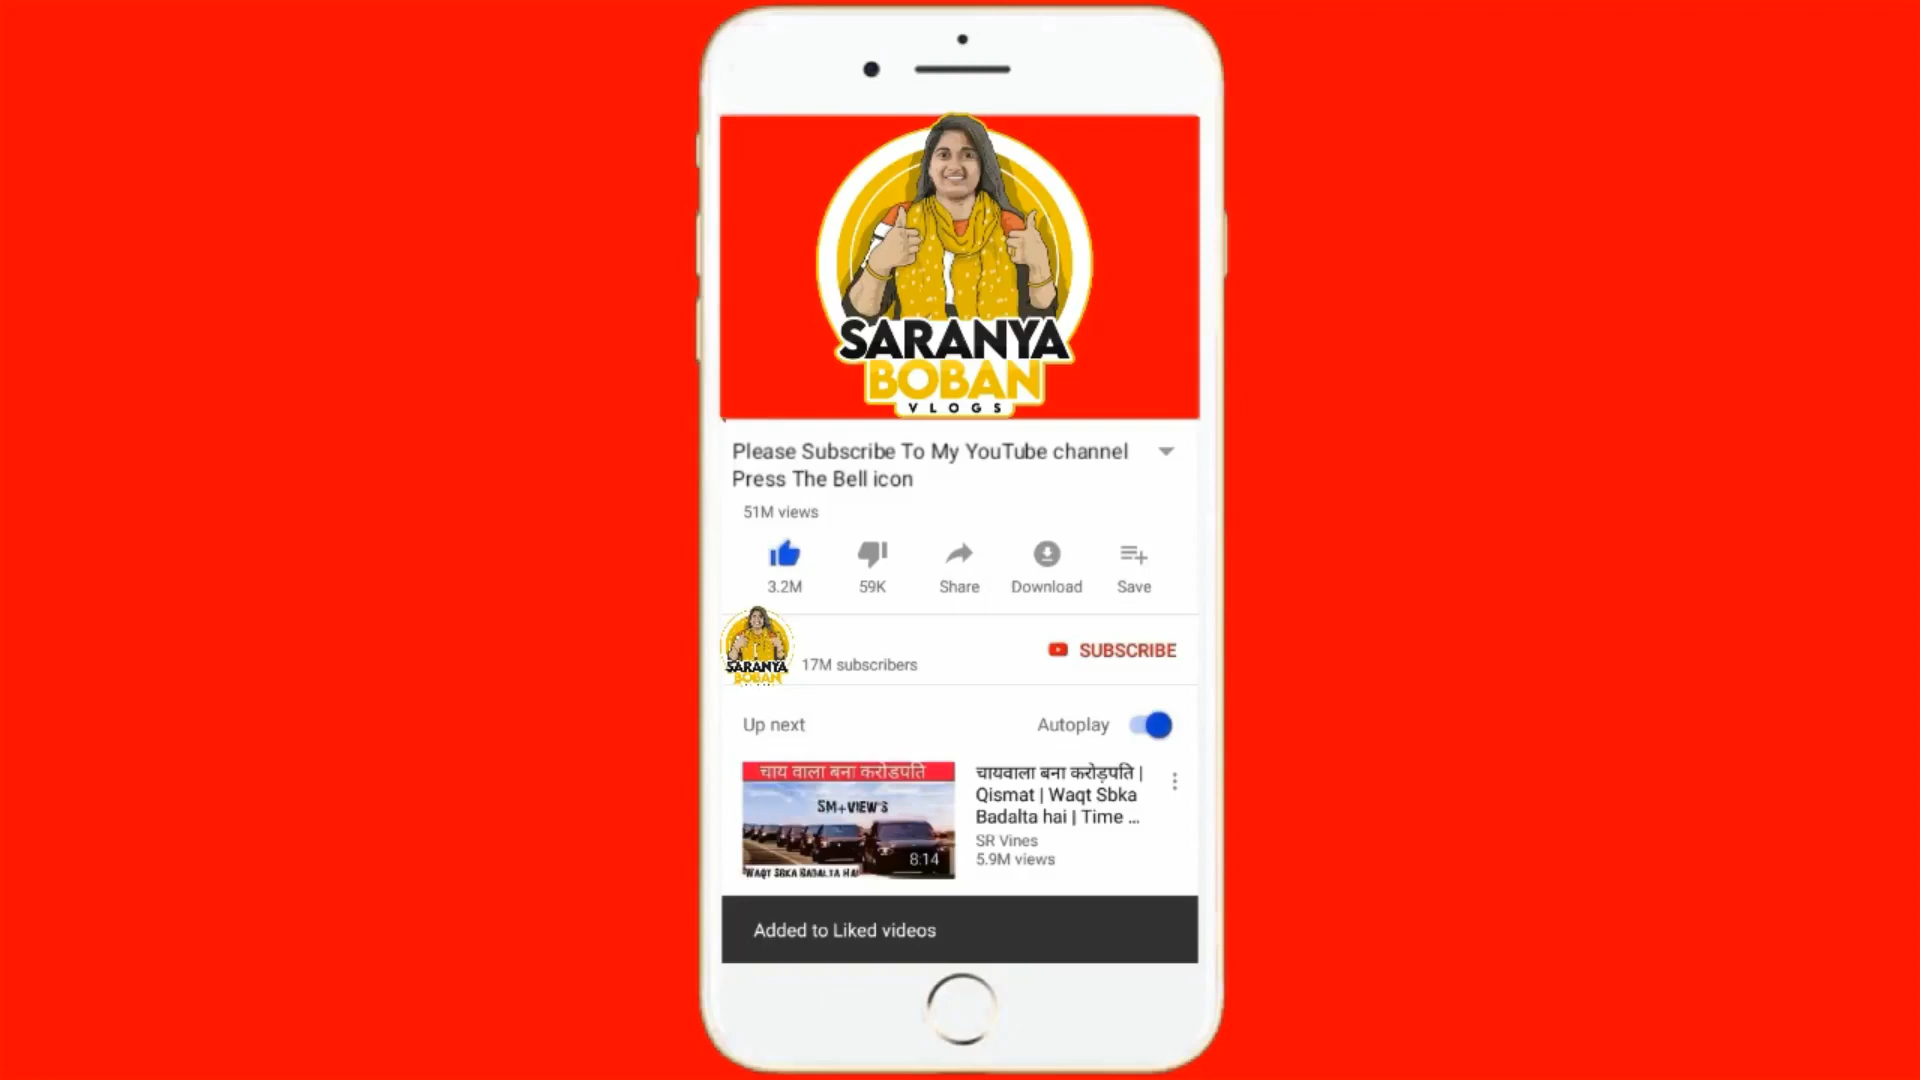 SARANYA
BOBAN
VLOGS
Please Subscribe To My YouTube channel
Press The Bell icon
51M views
3.2M
59K
Share
Download
Save
SARANYA
BOBAN
17M subscribers
SUBSCRIBE
Up next
Autoplay
चाय वाला बना करोडपति
5M+VIEW'S
8:14
WAQT SBKA BADALTA HAI
चायवाला बना करोड़पति |
Qismat | Waqt Sbka
Badalta hai | Time ...
SR Vines
5.9M views
Added to Liked videos